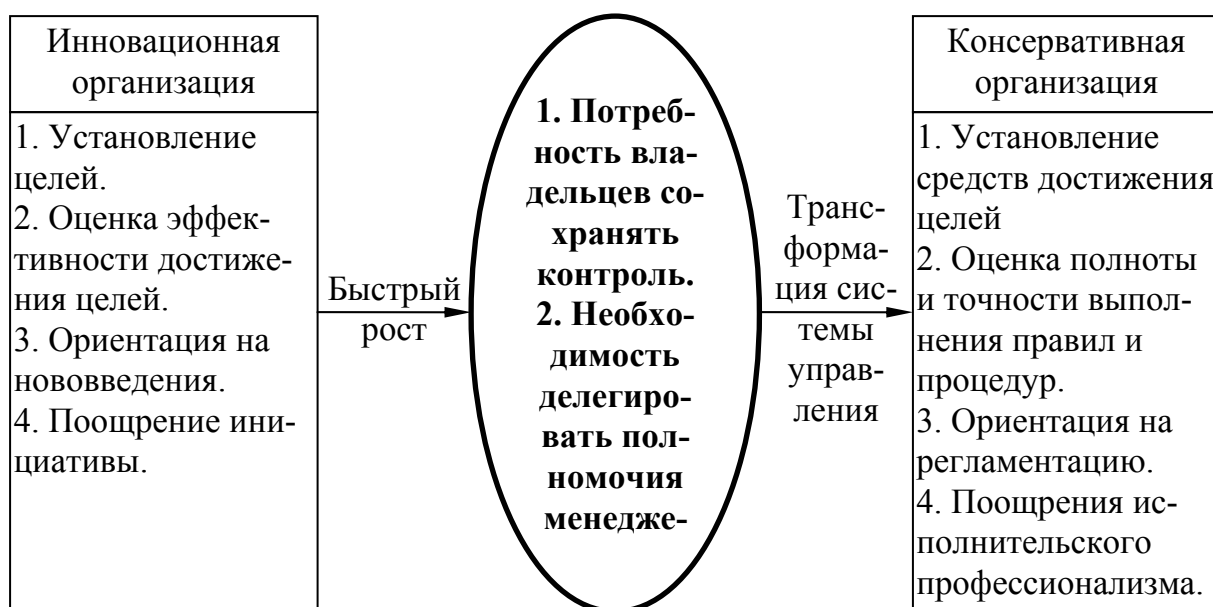 Инновационная
организация
1. Установление
целей.
2. Оценка эффек-
тивности достиже-
ния целей.
3. Ориентация на
нововведения.
4. Поощрение ини-
циативы.
Быстрый
рост
1. Потреб-
ность вла-
дельцев со-
хранять
контроль.
2. Необхо-
димость
делегиро-
вать пол-
номочия
менедже-
Транс-
форма-
ция сис-
темы
управ-
ления
Консервативная
организация
1. Установление
средств достижения
целей
2. Оценка полноты
и точности выпол-
нения правил и
процедур.
3. Ориентация на
регламентацию.
4. Поощрения ис-
полнительского
профессионализма.